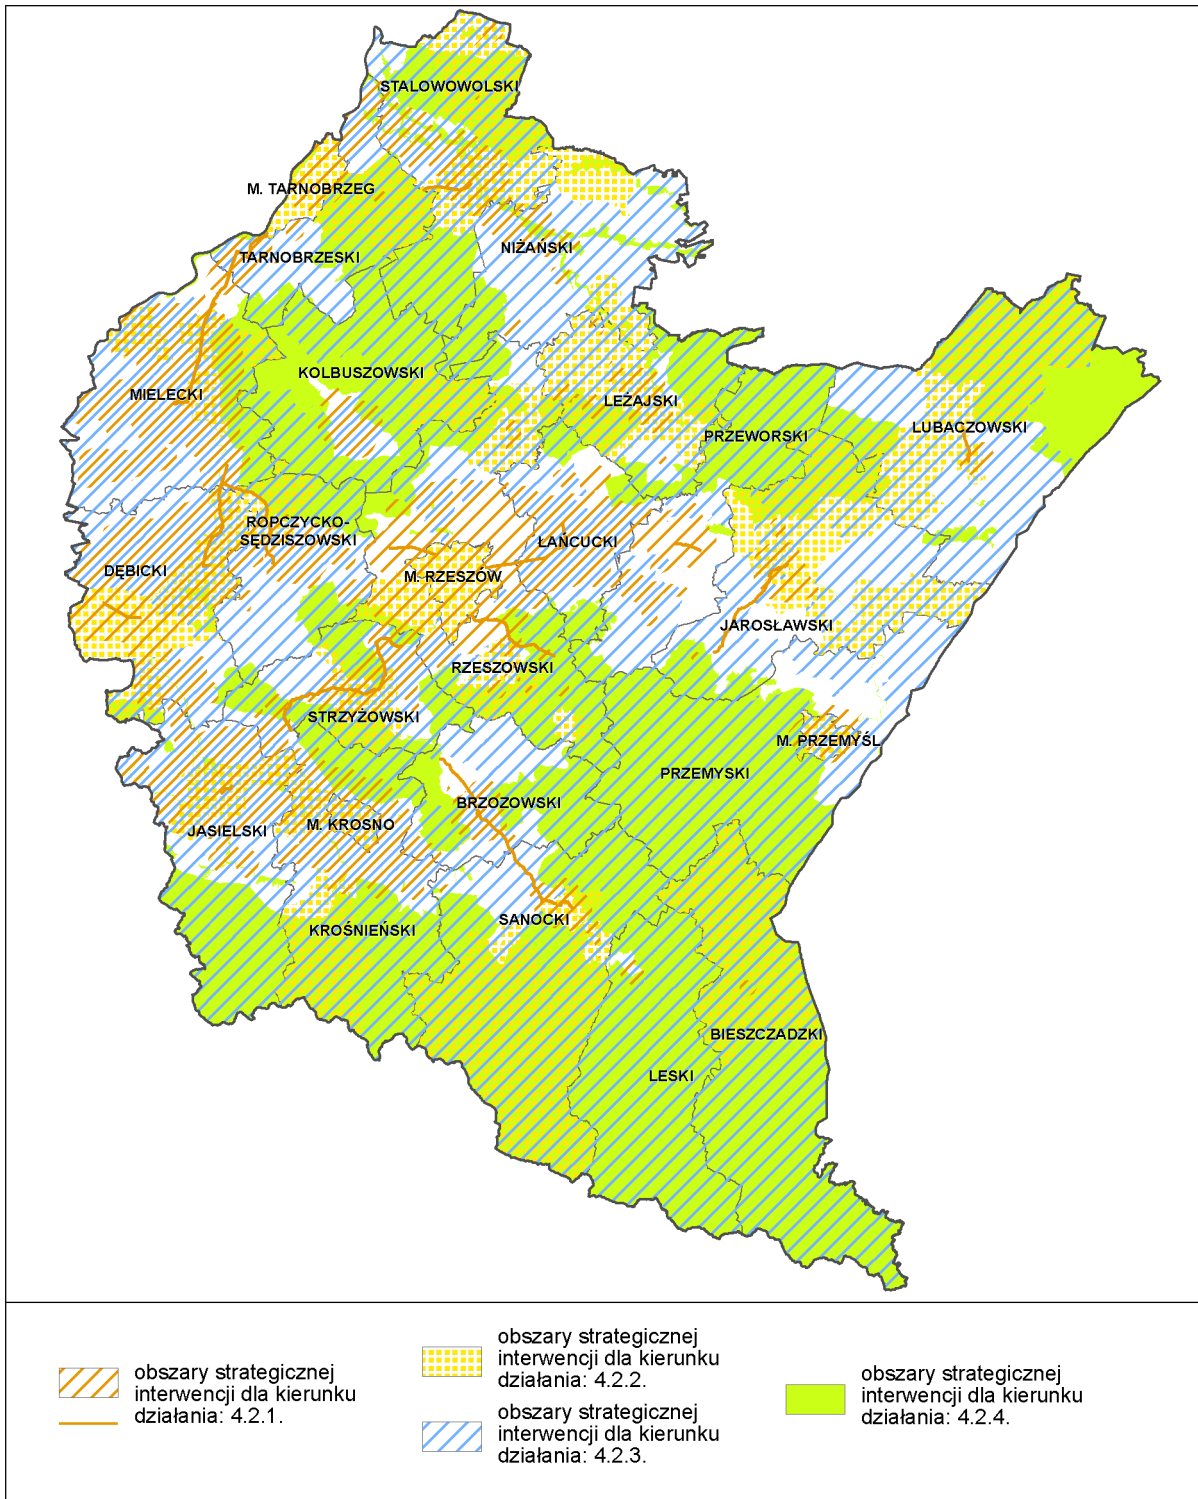 STALOWOWOLSKI
M. TARNOBRZEG
NIŻAŃSKI
TARNOBRZESKI
KOLBUSZOWSKI
MIELECKI
LEŻAJSKI
LUBACZOWSKI
PRZEWORSKI
ROPCZYCKO-
SĘDZISZOWSKI
ŁAŃCUCKI
DĘBICKI
M. RZESZÓW
JAROSŁAWSKI
RZESZOWSKI
STRZYŻOWSKI
M. PRZEMYŚL
PRZEMYSKI
BRZOZOWSKI
M. KROSNO
JASIELSKI
SANOCKI
KROŚNIEŃSKI
BIESZCZADZKI
LESKI
obszary strategicznej
interwencji dla kierunku
działania: 4.2.1.
obszary strategicznej
interwencji dla kierunku
działania: 4.2.2.
obszary strategicznej
interwencji dla kierunku
działania: 4.2.3.
obszary strategicznej
interwencji dla kierunku
działania: 4.2.4.